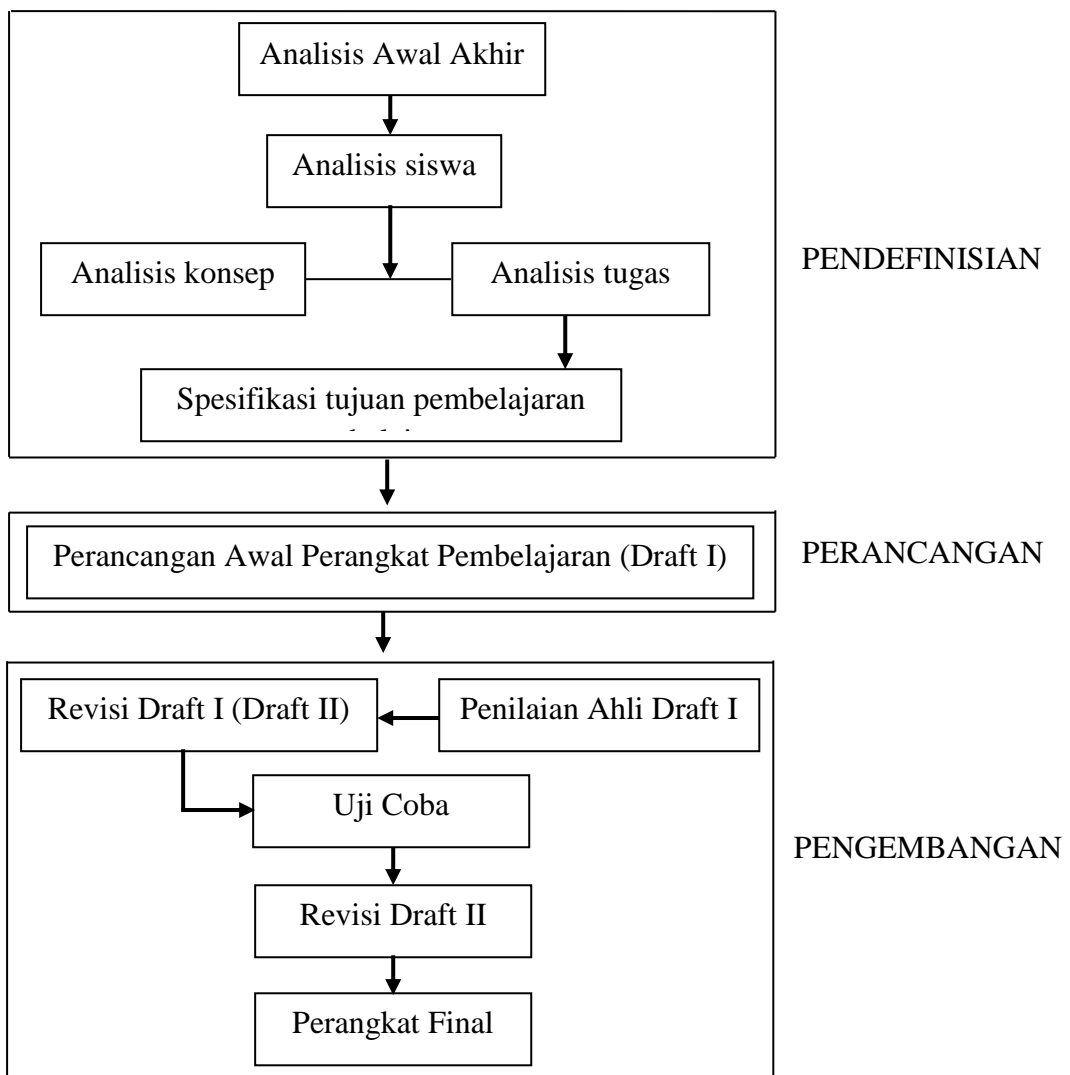 Analisis Awal Akhir
Analisis siswa
Analisis konsep
Analisis tugas
PENDEFINISIAN
Spesifikasi tujuan pembelajaran
Perancangan Awal Perangkat Pembelajaran (Draft I)
PERANCANGAN
Revisi Draft I (Draft II)
Penilaian Ahli Draft I
Uji Coba
PENGEMBANGAN
Revisi Draft II
Perangkat Final